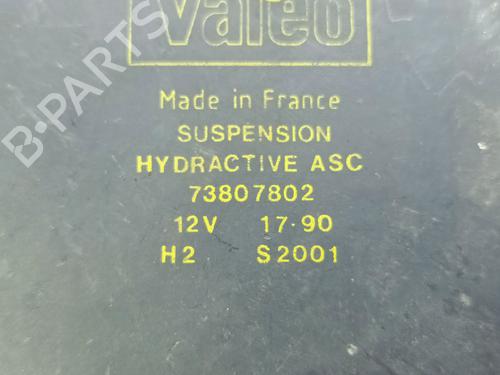 Valeo
Made in France
SUSPENSION
HYDRACTIVE ASC
73807802
12V 17·90
H2 S2001
B-PARTS